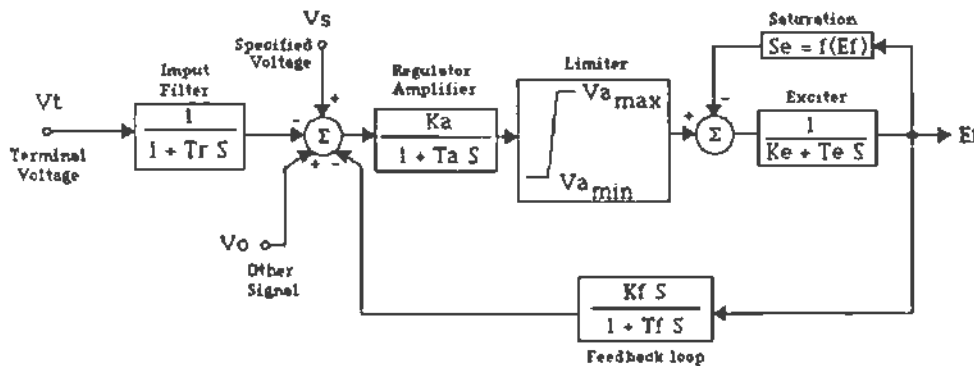 Vs
Specified
Voltage
Saturation
Se = f(Ef)
Imput
Filter
Regulator
Amplifier
Limiter
Exciter
Vt
Terminal
Voltage
1
1 + Tr S
-
+
Σ
+
-
Ka
1 + Ta S
Va max
Va min
+
-
Σ
1
Ke + Te S
Ef
Vo
Other
Signal
Kf S
1 + Tf S
Feedback loop